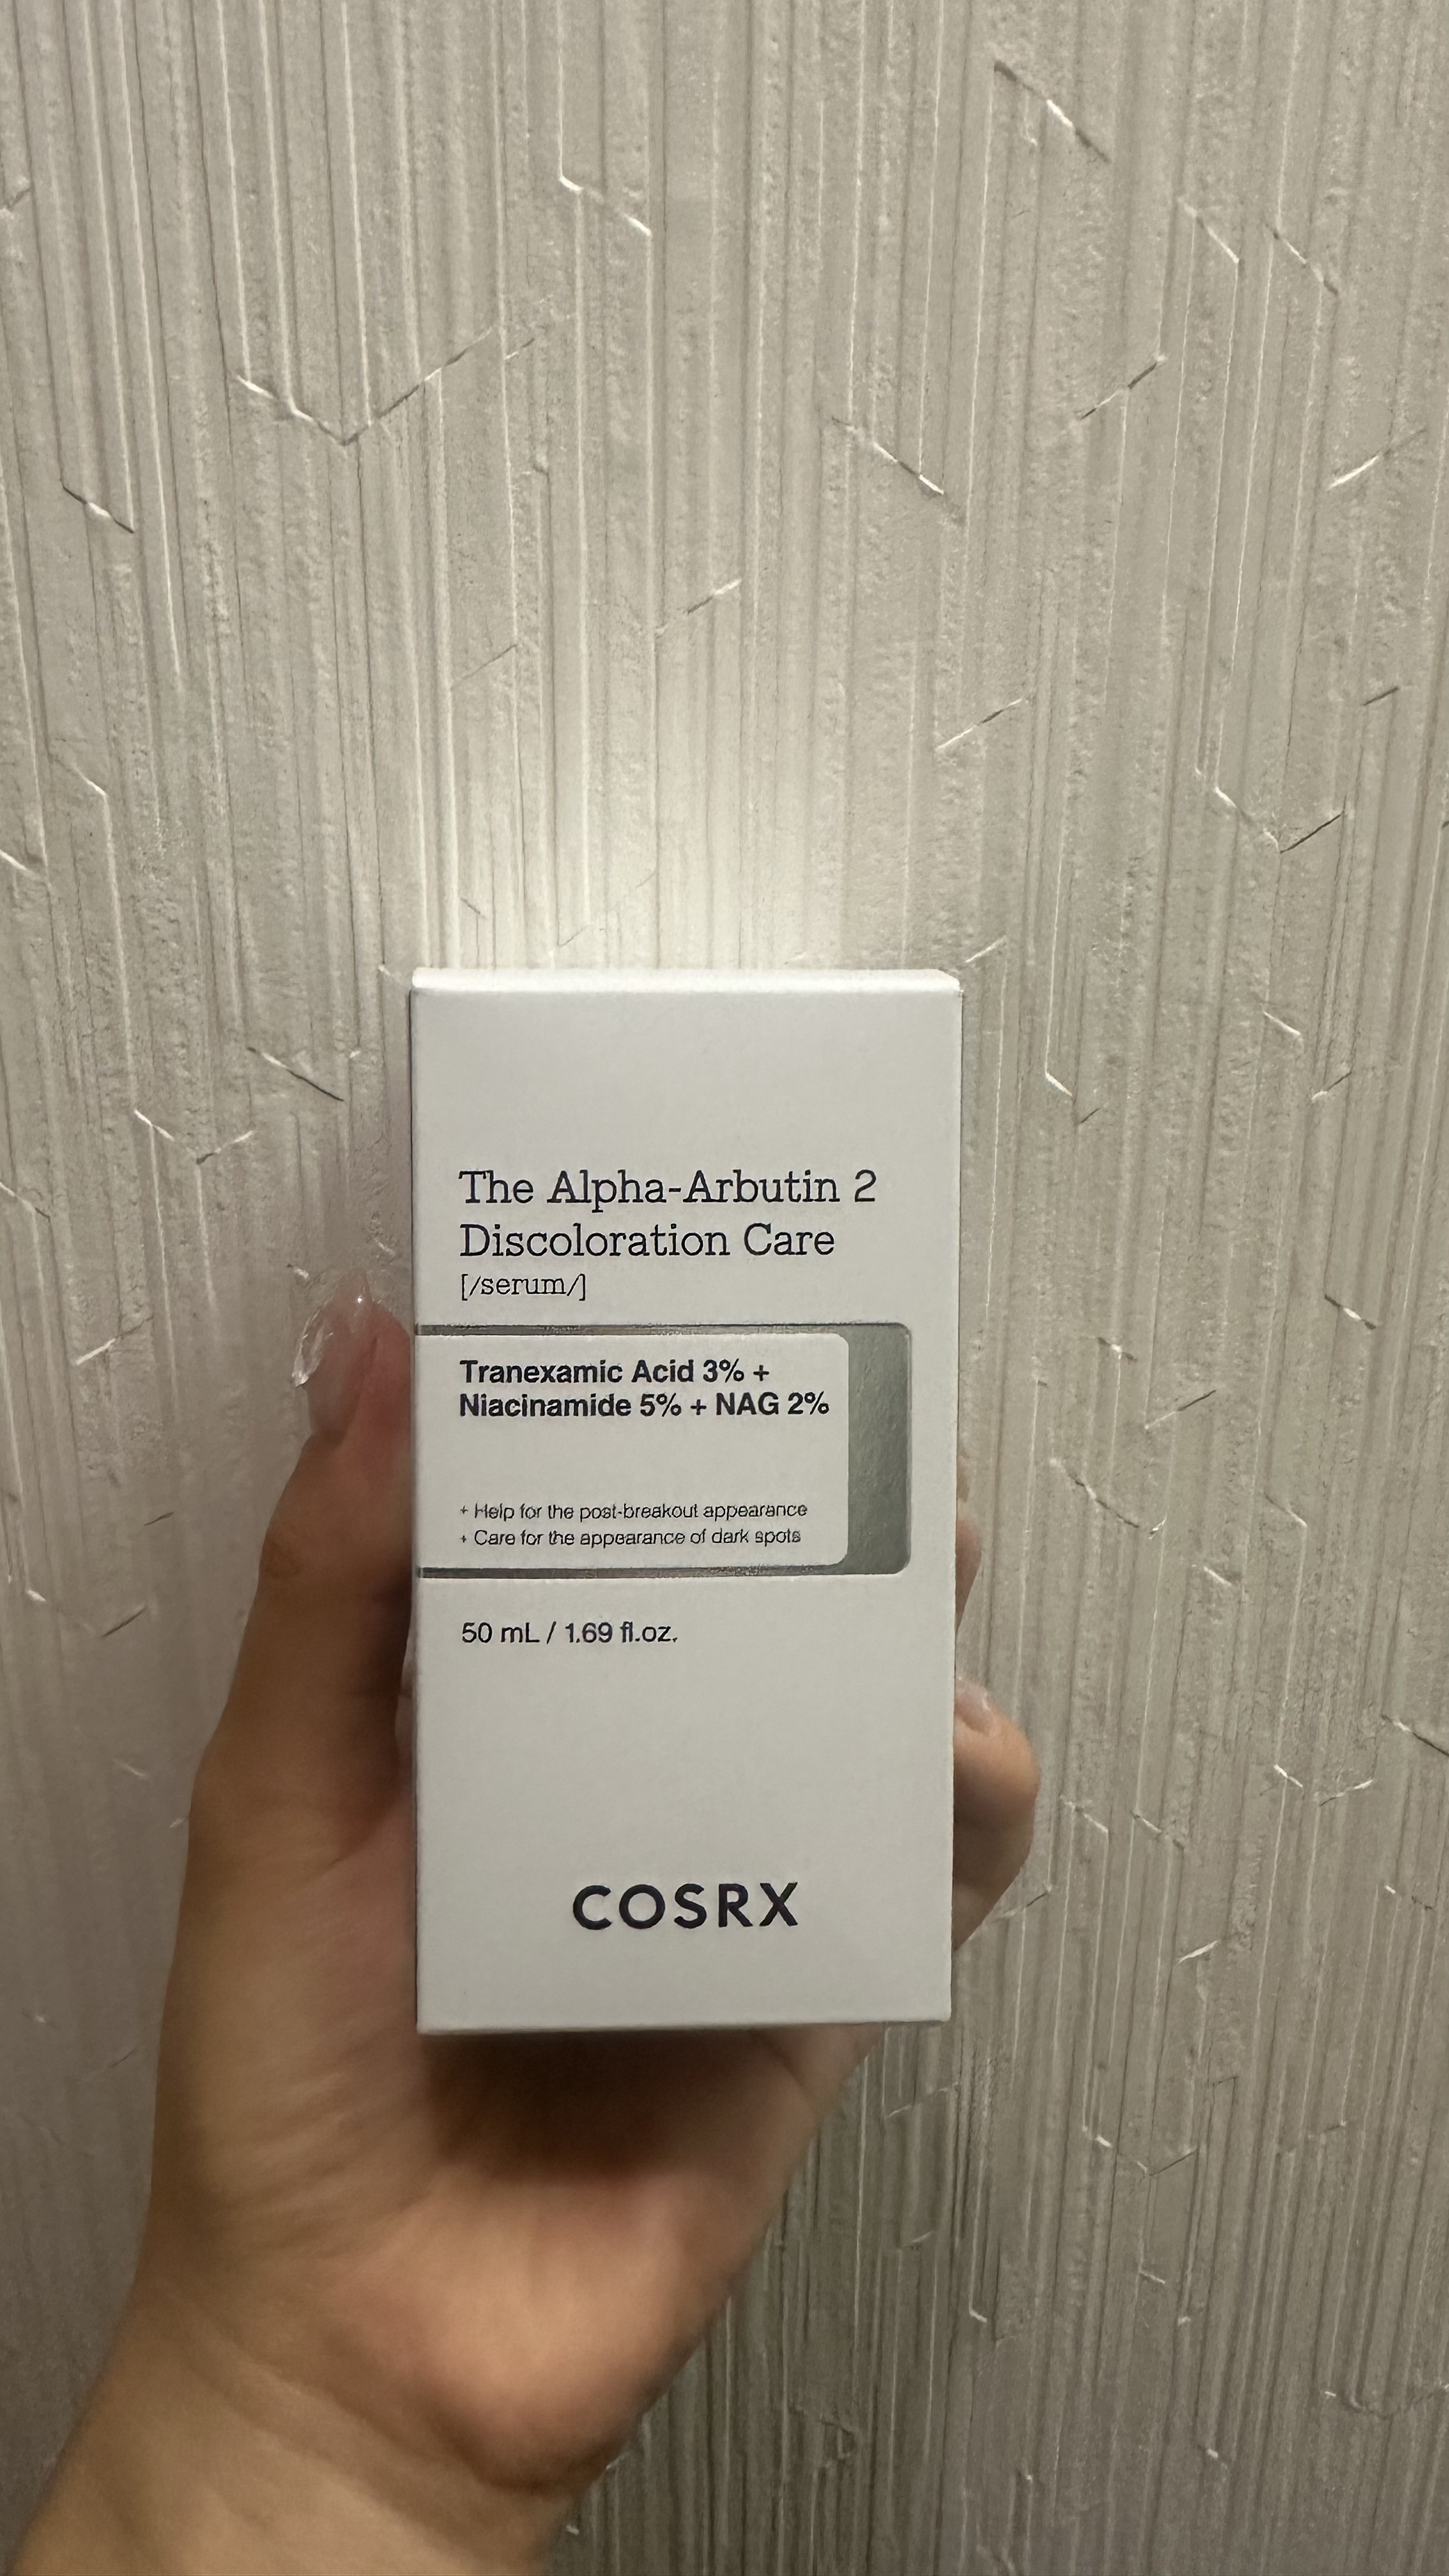 The Alpha-Arbutin 2
Discoloration Care
[/serum/]
Tranexamic Acid 3% +
Niacinamide 5% + NAG 2%
+ Help for the post-breakout appearance
+ Care for the appearance of dark spots
50 mL / 1.69 fl.oz.
COSRX